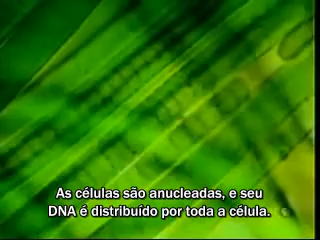 As células são anucleadas, e seu
DNA é distribuído por toda a célula.